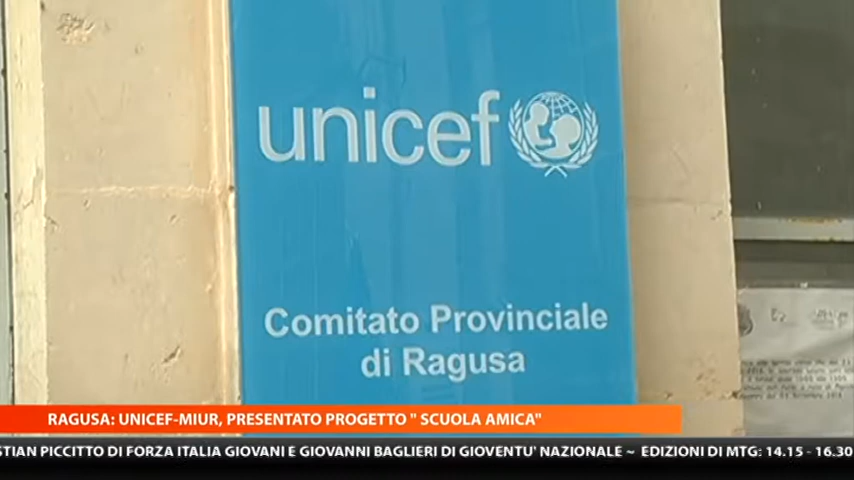 unicef
Comitato Provinciale
di Ragusa
RAGUSA: UNICEF-MIUR, PRESENTATO PROGETTO " SCUOLA AMICA"
STIAN PICCITTO DI FORZA ITALIA GIOVANI E GIOVANNI BAGLIERI DI GIOVENTU' NAZIONALE ~ EDIZIONI DI MTG: 14.15 - 16.30